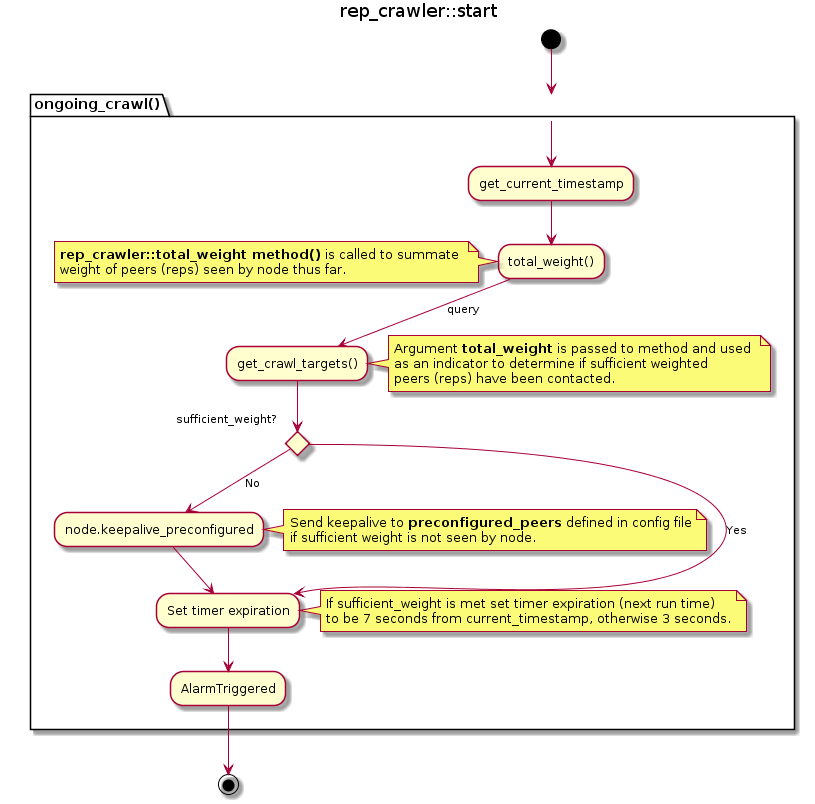 rep_crawler::start
ongoing_crawl()
get_current_timestamp
rep_crawler::total_weight method() is called to summate
weight of peers (reps) seen by node thus far.
total_weight()
query
get_crawl_targets()
Argument total_weight is passed to method and used
as an indicator to determine if sufficient weighted
peers (reps) have been contacted.
sufficient_weight?
No
Yes
node.keepalive_preconfigured
Send keepalive to preconfigured_peers defined in config file
if sufficient weight is not seen by node.
Set timer expiration
If sufficient_weight is met set timer expiration (next run time)
to be 7 seconds from current_timestamp, otherwise 3 seconds.
AlarmTriggered